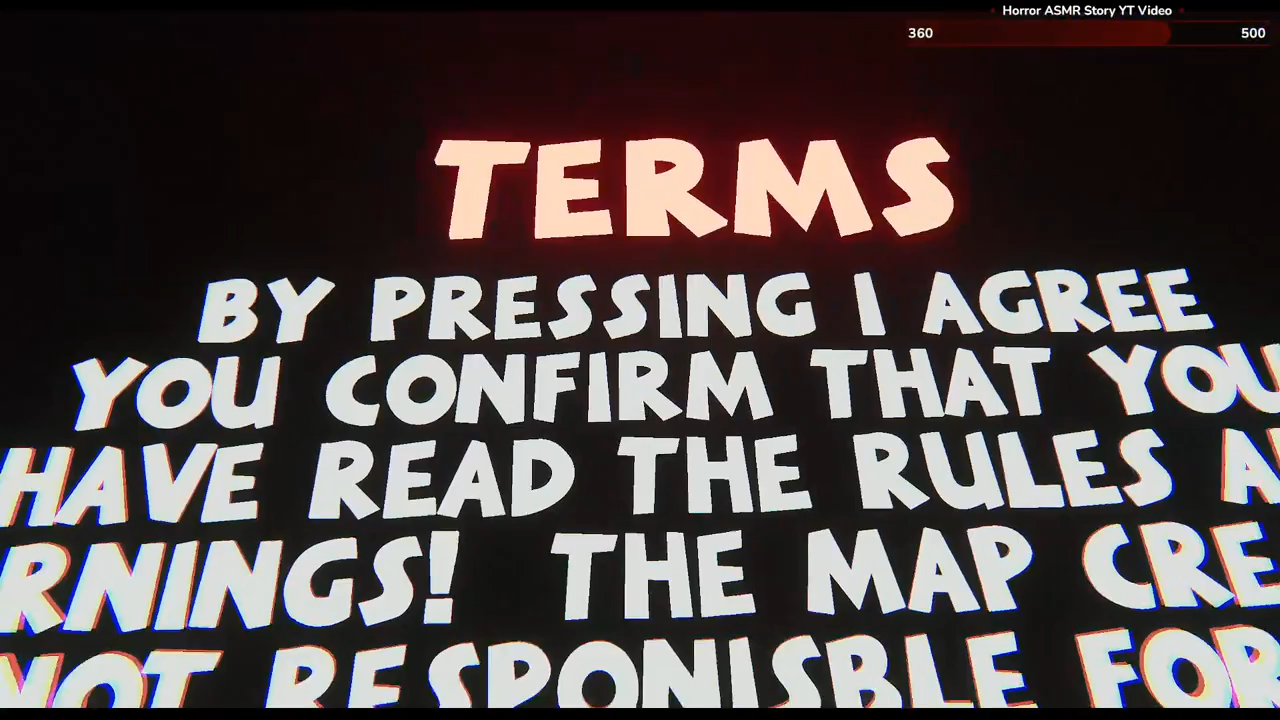 Horror ASMR Story YT Video
360 500
TERMS
BY PRESSING I AGREE
YOU CONFIRM THAT YOU
HAVE READ THE RULES A
RNINGS! THE MAP CRE
NOT RESPONISBLE FOR